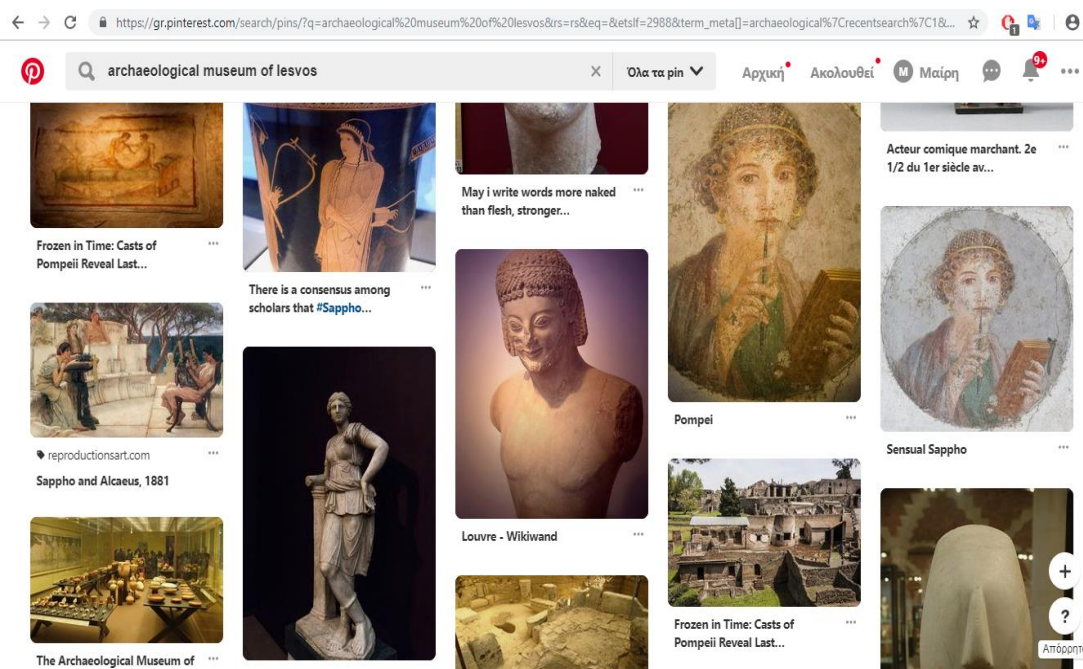 https://gr.pinterest.com/search/pins/?q=archaeological%20museum%20of%20lesvos&rs=rs&eq=&etslf=2988&term_meta[]=archaeological%7Crecentsearch%7C1&...
1
archaeological museum of lesvos
Όλα τα pin
Αρχική
Ακολουθεί
M
Μαίρη
9+
Frozen in Time: Casts of
Pompeii Reveal Last...
reproductionsart.com
Sappho and Alcaeus, 1881
The Archaeological Museum of
There is a consensus among
scholars that #Sappho...
May i write words more naked
than flesh, stronger...
Louvre - Wikiwand
Pompei
Frozen in Time: Casts of
Pompeii Reveal Last...
Acteur comique marchant. 2e
1/2 du 1er siècle av...
Sensual Sappho
+
?